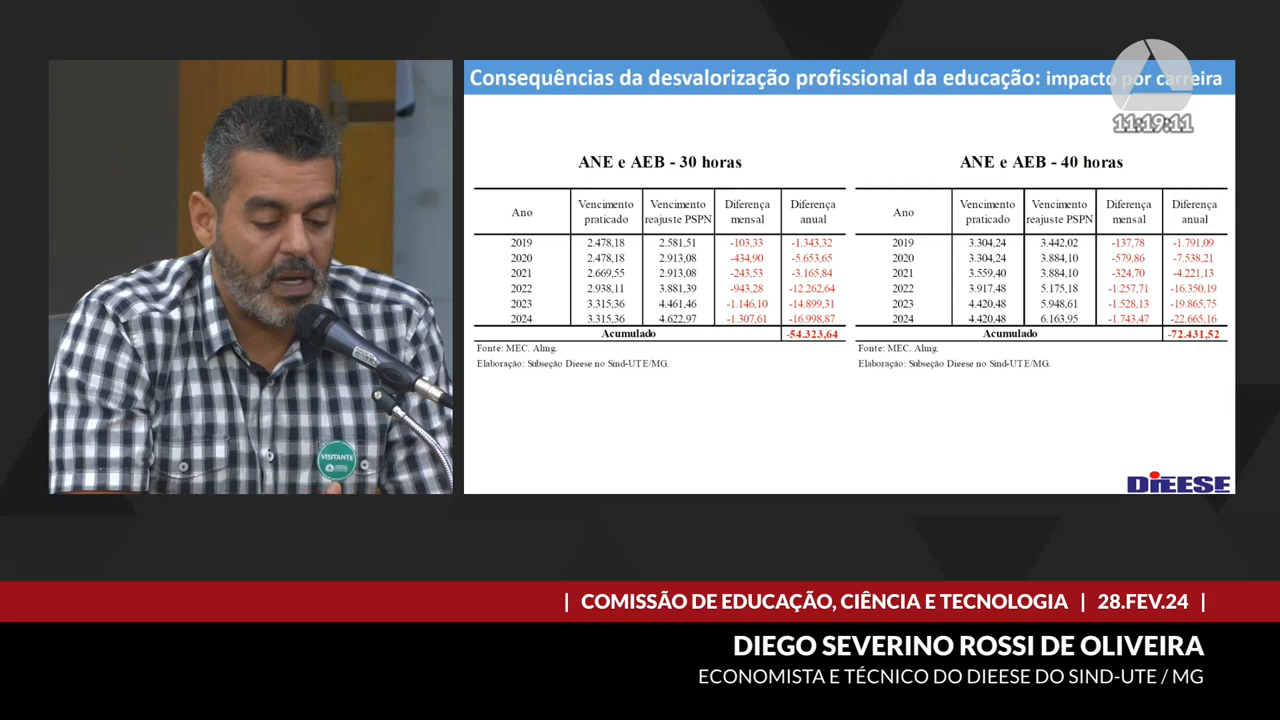 Consequências da desvalorização profissional da educação: impacto por carreira
11:19:11
ANE e AEB - 30 horas
Ano Vencimento praticado Vencimento reajuste PSPN Diferença mensal Diferença anual
2019 2.478,18 2.581,51 -103,33 -1.343,32
2020 2.478,18 2.913,08 -434,90 -5.653,65
2021 2.669,55 2.913,08 -243,53 -3.165,84
2022 2.938,11 3.881,39 -943,28 -12.262,64
2023 3.315,36 4.461,46 -1.146,10 -14.899,31
2024 3.315,36 4.622,97 -1.307,61 -16.998,87
Acumulado -54.323,64
Fonte: MEC. Almg.
Elaboração: Subseção Dieese no Sind-UTE/MG.
ANE e AEB - 40 horas
Ano Vencimento praticado Vencimento reajuste PSPN Diferença mensal Diferença anual
2019 3.304,24 3.442,02 -137,78 -1.791,09
2020 3.304,24 3.884,10 -579,86 -7.538,21
2021 3.559,40 3.884,10 -324,70 -4.221,13
2022 3.917,48 5.175,18 -1.257,71 -16.350,19
2023 4.420,48 5.948,61 -1.528,13 -19.865,75
2024 4.420,48 6.163,95 -1.743,47 -22.665,16
Acumulado -72.431,52
Fonte: MEC. Almg.
Elaboração: Subseção Dieese no Sind-UTE/MG.
DIEESE
VISITANTE
| COMISSÃO DE EDUCAÇÃO, CIÊNCIA E TECNOLOGIA | 28.FEV.24 |
DIEGO SEVERINO ROSSI DE OLIVEIRA
ECONOMISTA E TÉCNICO DO DIEESE DO SIND-UTE / MG